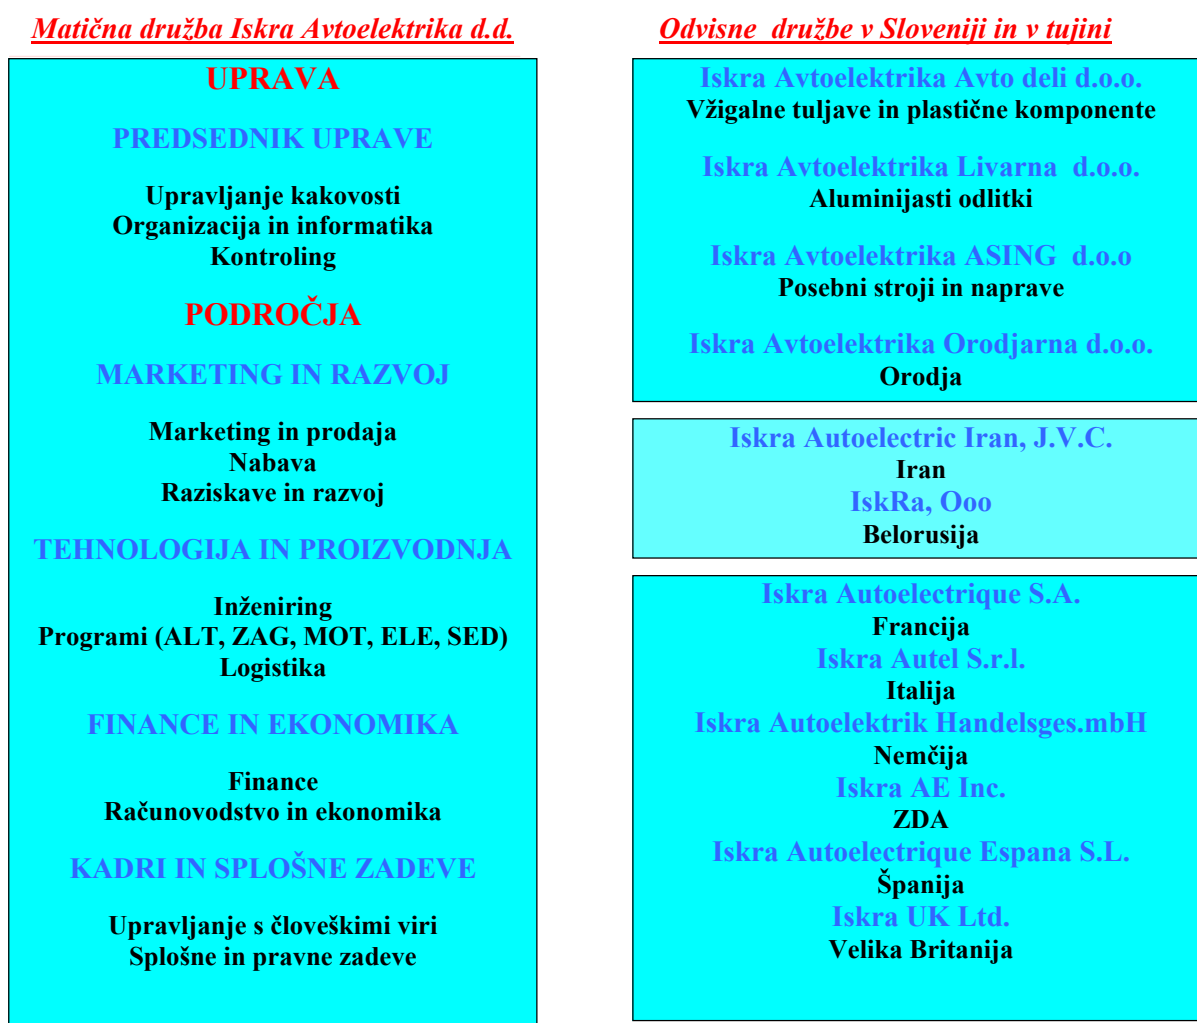 Matična družba Iskra Avtoelektrika d.d.
UPRAVA
PREDSEDNIK UPRAVE
Upravljanje kakovosti
Organizacija in informatika
Kontroling
PODROČJA
MARKETING IN RAZVOJ
Marketing in prodaja
Nabava
Raziskave in razvoj
TEHNOLOGIJA IN PROIZVODNJA
Inženiring
Programi (ALT, ZAG, MOT, ELE, SED)
Logistika
FINANCE IN EKONOMIKA
Finance
Računovodstvo in ekonomika
KADRI IN SPLOŠNE ZADEVE
Upravljanje s človeškimi viri
Splošne in pravne zadeve
Odvisne družbe v Sloveniji in v tujini
Iskra Avtoelektrika Avto deli d.o.o.
Vžigalne tuljave in plastične komponente
Iskra Avtoelektrika Livarna d.o.o.
Aluminijasti odlitki
Iskra Avtoelektrika ASING d.o.o
Posebni stroji in naprave
Iskra Avtoelektrika Orodjarna d.o.o.
Orodja
Iskra Autoelectric Iran, J.V.C.
Iran
IskRa, Ooo
Belorusija
Iskra Autoelectrique S.A.
Francija
Iskra Autel S.r.l.
Italija
Iskra Autoelektrik Handelsges.mbH
Nemčija
Iskra AE Inc.
ZDA
Iskra Autoelectrique Espana S.L.
Španija
Iskra UK Ltd.
Velika Britanija